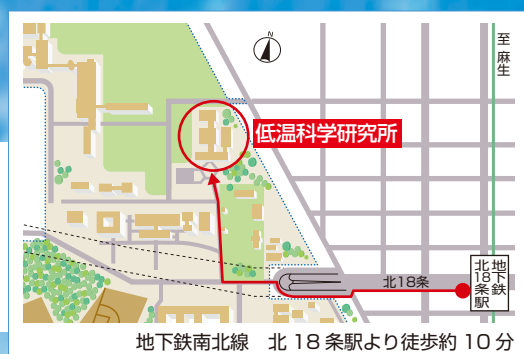 N
至麻生
低温科学研究所
北18条
地下鉄
北18条駅
地下鉄南北線　北 18 条駅より徒歩約 10 分